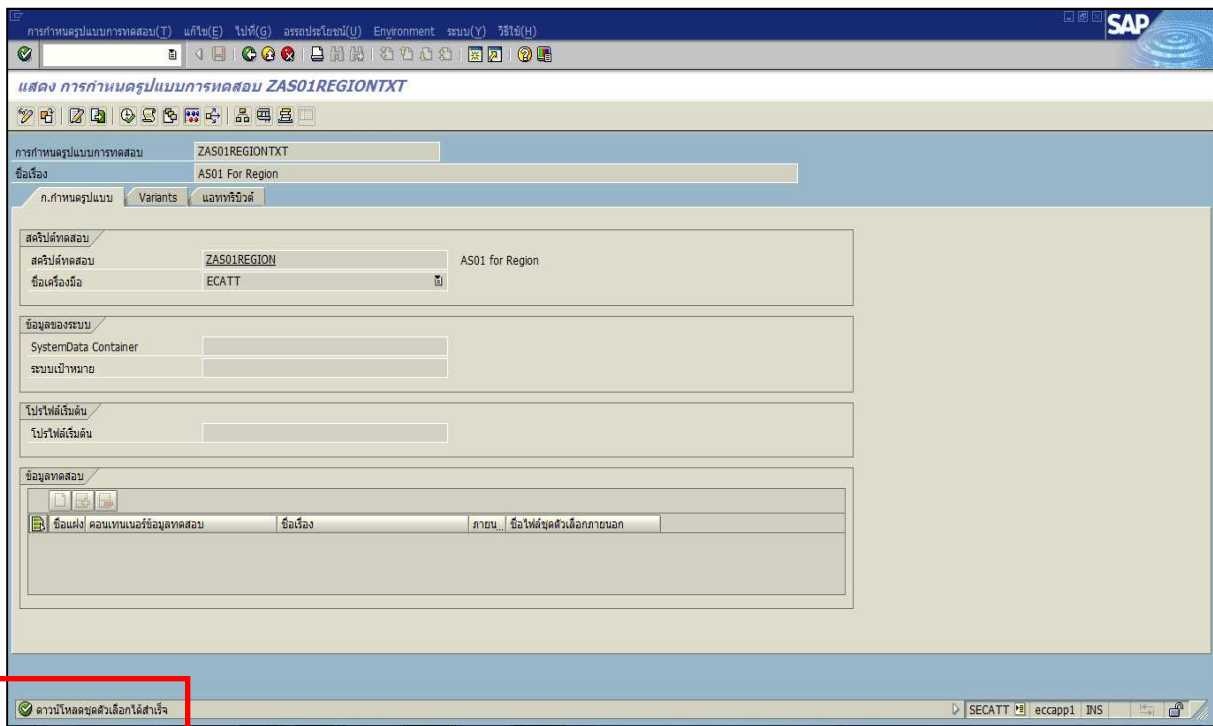 การกำหนดรูปแบบการทดสอบ(T) แก้ไข(E) ไปที่(G) อรรถประโยชน์(U) Environment ระบบ(Y) วิธีใช้(H)
SAP
แสดง การกำหนดรูปแบบการทดสอบ ZAS01REGIONTXT
การกำหนดรูปแบบการทดสอบ ZAS01REGIONTXT
ชื่อเรื่อง AS01 For Region
ก.กำหนดรูปแบบ Variants แอททริบิวต์
สคริปต์ทดสอบ
สคริปต์ทดสอบ ZAS01REGION AS01 for Region
ชื่อเครื่องมือ ECATT
ข้อมูลของระบบ
SystemData Container
ระบบเป้าหมาย
โปรไฟล์เริ่มต้น
โปรไฟล์เริ่มต้น
ข้อมูลทดสอบ
ชื่อแฝง คอนเทนเนอร์ข้อมูลทดสอบ ชื่อเรื่อง ภายน... ชื่อไฟล์ชุดตัวเลือกภายนอก
ดาวน์โหลดชุดตัวเลือกได้สำเร็จ SECATT eccapp1 INS